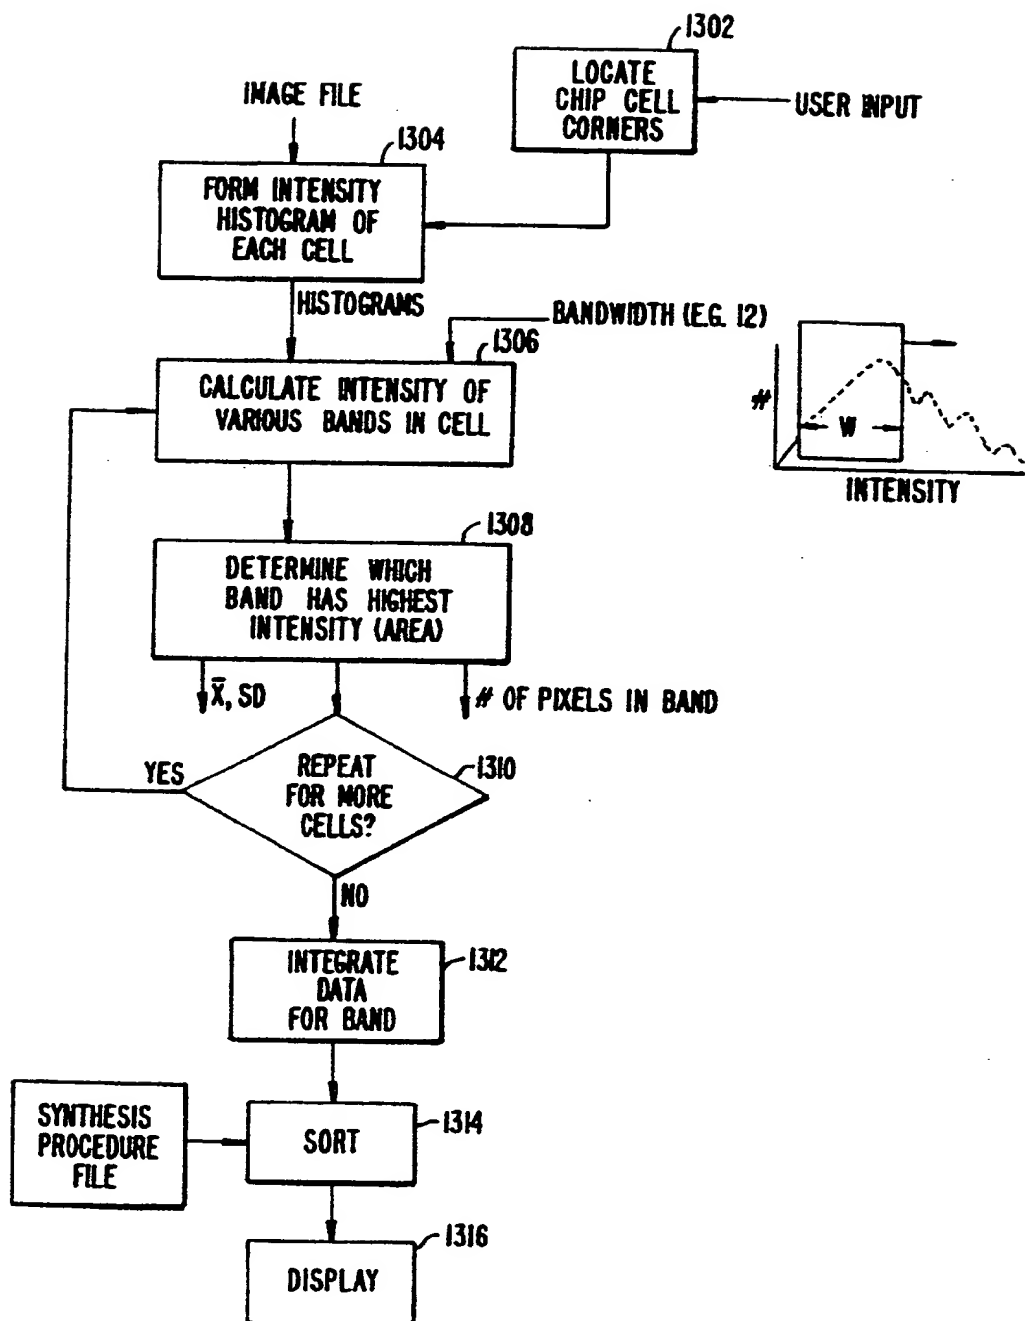 1302
LOCATE
CHIP CELL
CORNERS
USER INPUT
IMAGE FILE
1304
FORM INTENSITY
HISTOGRAM OF
EACH CELL
HISTOGRAMS
BANDWIDTH (E.G. 12)
1306
CALCULATE INTENSITY OF
VARIOUS BANDS IN CELL
#
W
INTENSITY
1308
DETERMINE WHICH
BAND HAS HIGHEST
INTENSITY (AREA)
X̄, SD
# OF PIXELS IN BAND
YES
REPEAT
FOR MORE
CELLS?
1310
NO
INTEGRATE
DATA
FOR BAND
1312
SYNTHESIS
PROCEDURE
FILE
SORT
1314
DISPLAY
1316